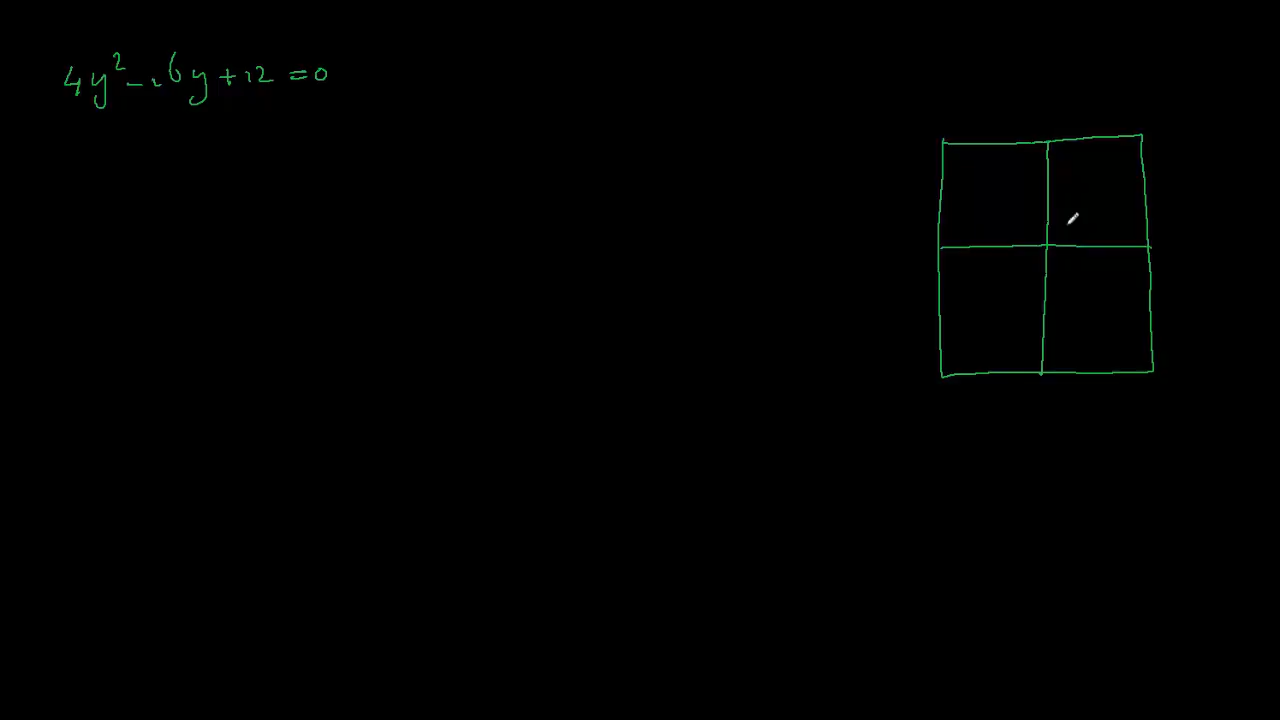 4y² - 16y + 12 = 0